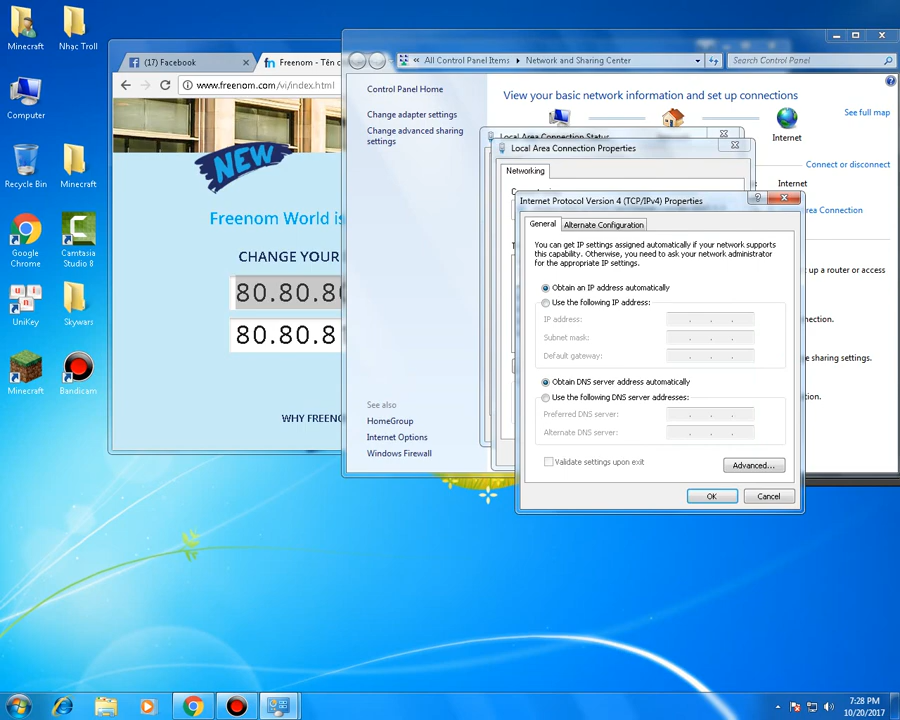 Minecraft
Nhạc Troll
Computer
Recycle Bin
Minecraft
Google Chrome
Camtasia Studio 8
UniKey
Skywars
Minecraft
Bandicam
(17) Facebook
Freenom - Tên
www.freenom.com/vi/index.html
NEW
Freenom World is
CHANGE YOUR
80.80.80
80.80.81
WHY FREENO
All Control Panel Items
Network and Sharing Center
Search Control Panel
Control Panel Home
Change adapter settings
Change advanced sharing
settings
See also
HomeGroup
Internet Options
Windows Firewall
View your basic network information and set up connections
See full map
Internet
Connect or disconnect
Internet
rea Connection
up a router or access
sharing settings.
Local Area Connection Status
Local Area Connection Properties
Networking
Internet Protocol Version 4 (TCP/IPv4) Properties
General
Alternate Configuration
You can get IP settings assigned automatically if your network supports
this capability. Otherwise, you need to ask your network administrator
for the appropriate IP settings.
Obtain an IP address automatically
Use the following IP address:
IP address:
Subnet mask:
Default gateway:
Obtain DNS server address automatically
Use the following DNS server addresses:
Preferred DNS server:
Alternate DNS server:
Validate settings upon exit
Advanced...
OK
Cancel
7:28 PM
10/20/2017